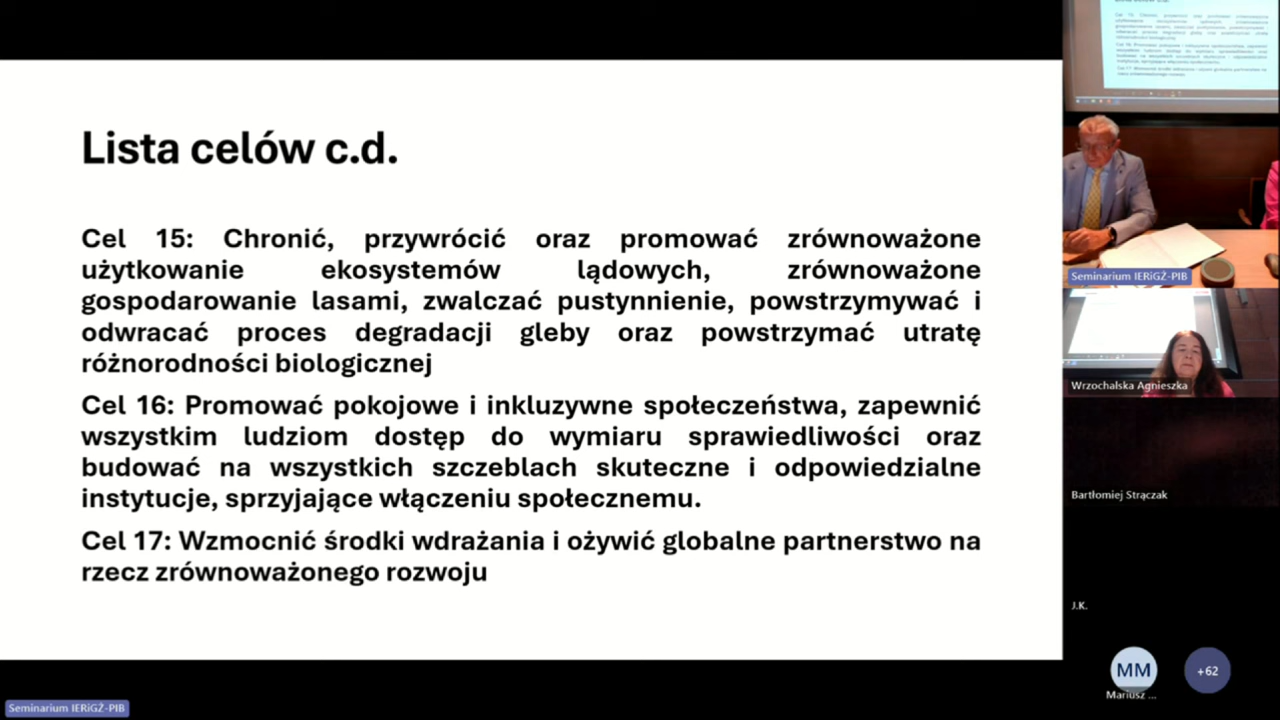 Lista celów c.d.
Cel 15: Chronić, przywrócić oraz promować zrównoważone
użytkowanie ekosystemów lądowych, zrównoważone
gospodarowanie lasami, zwalczać pustynnienie, powstrzymywać i
odwracać proces degradacji gleby oraz powstrzymać utratę
różnorodności biologicznej
Cel 16: Promować pokojowe i inkluzywne społeczeństwa, zapewnić
wszystkim ludziom dostęp do wymiaru sprawiedliwości oraz
budować na wszystkich szczeblach skuteczne i odpowiedzialne
instytucje, sprzyjające włączeniu społecznemu.
Cel 17: Wzmocnić środki wdrażania i ożywić globalne partnerstwo na
rzecz zrównoważonego rozwoju
Seminarium IERiGŻ-PIB
Seminarium IERiGŻ-PIB
Wrzochalska Agnieszka
Bartłomiej Strączak
J.K.
MM
+62
Mariusz ...